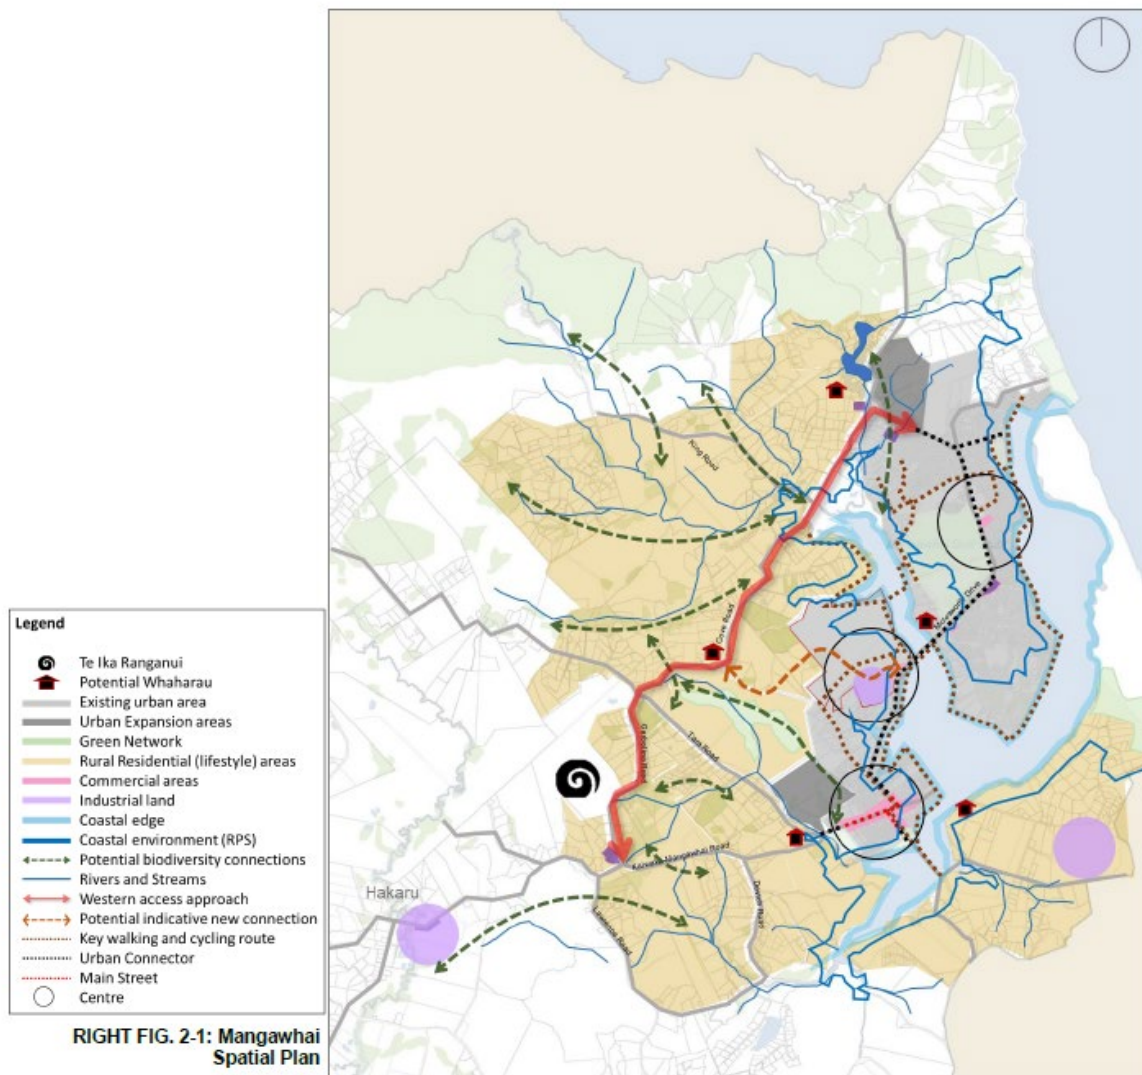 Legend
Te Ika Ranganui
Potential Whaharau
Existing urban area
Urban Expansion areas
Green Network
Rural Residential (lifestyle) areas
Commercial areas
Industrial land
Coastal edge
Coastal environment (RPS)
Potential biodiversity connections
Rivers and Streams
Western access approach
Potential indicative new connection
Key walking and cycling route
Urban Connector
Main Street
Centre
RIGHT FIG. 2-1: Mangawhai
Spatial Plan
King Road
Cove Road
Molesworth Drive
Tara Road
Kaiwaka-Mangawhai Road
Hakaru